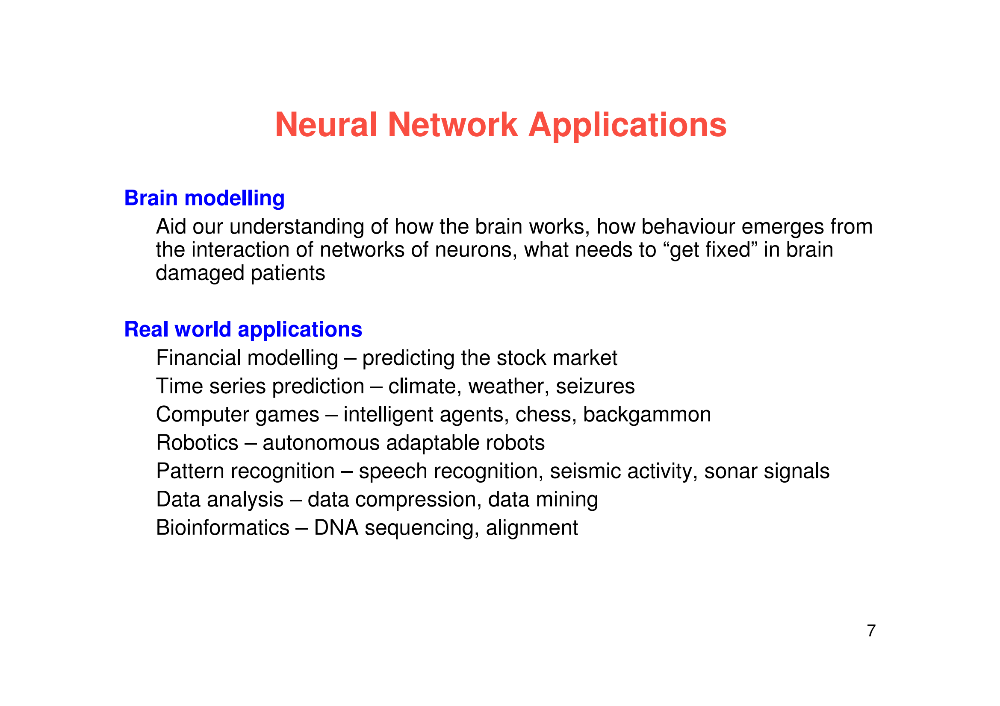 Neural Network Applications
Brain modelling
Aid our understanding of how the brain works, how behaviour emerges from
the interaction of networks of neurons, what needs to “get fixed” in brain
damaged patients
Real world applications
Financial modelling – predicting the stock market
Time series prediction – climate, weather, seizures
Computer games – intelligent agents, chess, backgammon
Robotics – autonomous adaptable robots
Pattern recognition – speech recognition, seismic activity, sonar signals
Data analysis – data compression, data mining
Bioinformatics – DNA sequencing, alignment
7